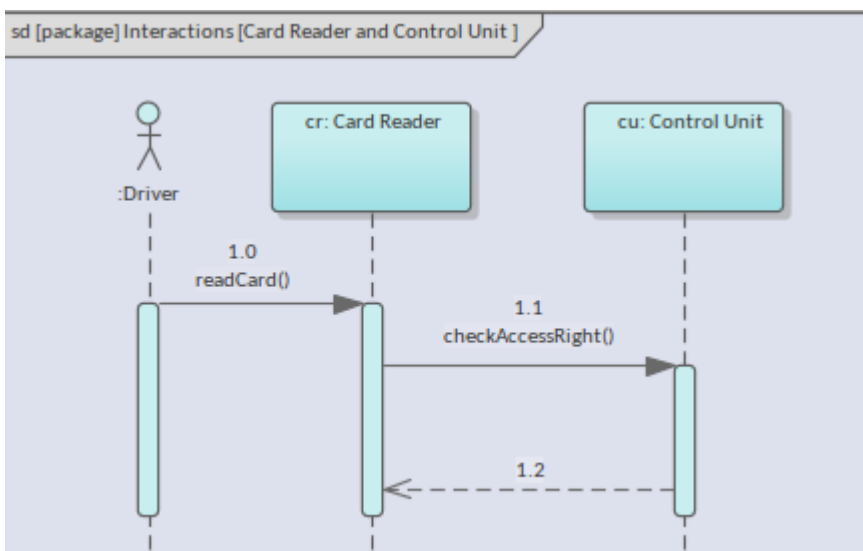 sd [package] Interactions [Card Reader and Control Unit ]
cr: Card Reader
cu: Control Unit
:Driver
1.0
readCard()
1.1
checkAccessRight()
1.2